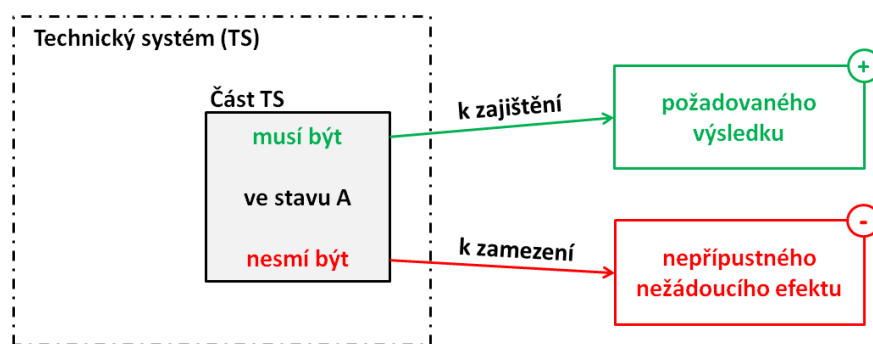 Technický systém (TS)
Část TS
musí být
ve stavu A
nesmí být
k zajištění
k zamezení
+
požadovaného
výsledku
-
nepřípustného
nežádoucího efektu